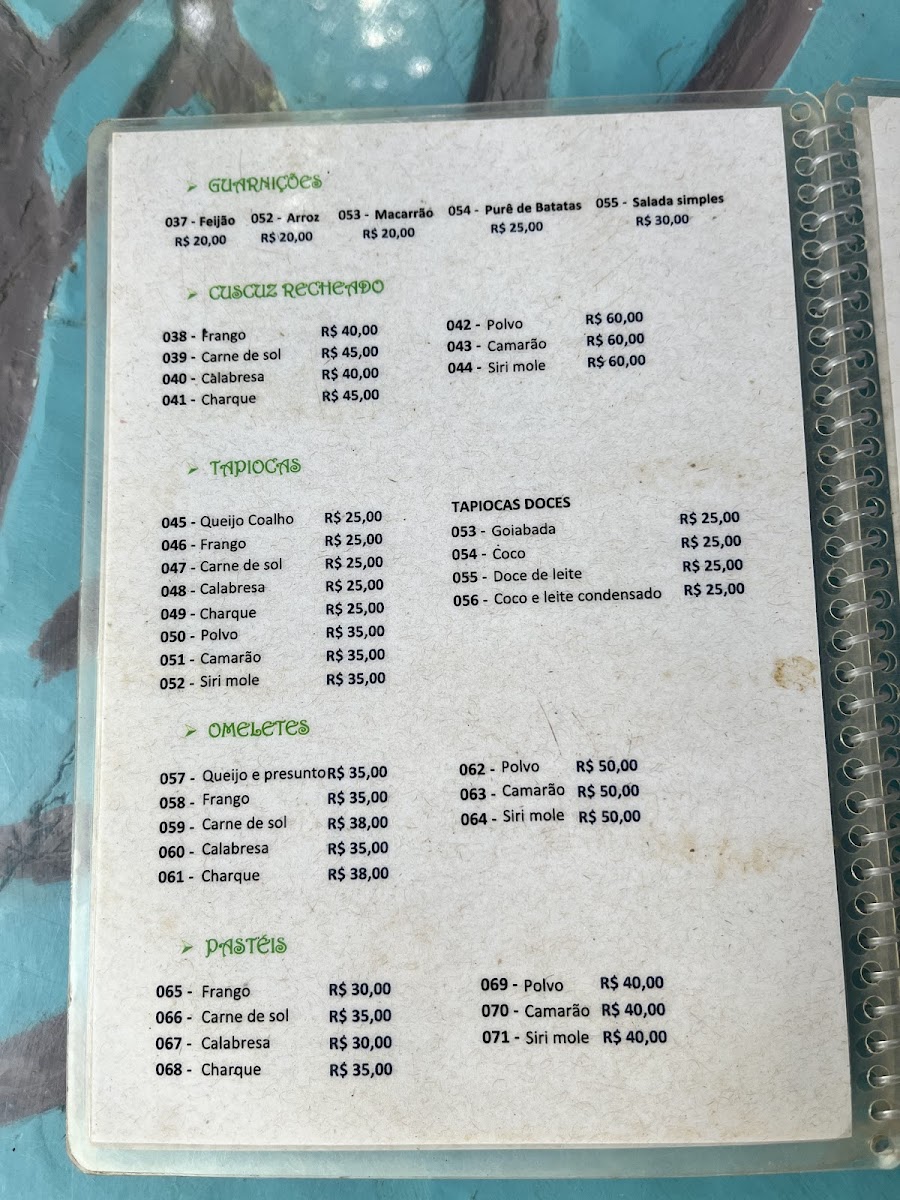 ➢ GUARNIÇÕES
037 - Feijão 052 - Arroz 053 - Macarrão 054 - Purê de Batatas 055 - Salada simples
R$ 20,00 R$ 20,00 R$ 20,00 R$ 25,00 R$ 30,00
➢ CUSCUZ RECHEADO
038 - Frango R$ 40,00
039 - Carne de sol R$ 45,00
040 - Calabresa R$ 40,00
041 - Charque R$ 45,00
042 - Polvo R$ 60,00
043 - Camarão R$ 60,00
044 - Siri mole R$ 60,00
➢ TAPIOCAS
045 - Queijo Coalho R$ 25,00
046 - Frango R$ 25,00
047 - Carne de sol R$ 25,00
048 - Calabresa R$ 25,00
049 - Charque R$ 25,00
050 - Polvo R$ 35,00
051 - Camarão R$ 35,00
052 - Siri mole R$ 35,00
TAPIOCAS DOCES
053 - Goiabada R$ 25,00
054 - Coco R$ 25,00
055 - Doce de leite R$ 25,00
056 - Coco e leite condensado R$ 25,00
➢ OMELETES
057 - Queijo e presunto R$ 35,00
058 - Frango R$ 35,00
059 - Carne de sol R$ 38,00
060 - Calabresa R$ 35,00
061 - Charque R$ 38,00
062 - Polvo R$ 50,00
063 - Camarão R$ 50,00
064 - Siri mole R$ 50,00
➢ PASTÉIS
065 - Frango R$ 30,00
066 - Carne de sol R$ 35,00
067 - Calabresa R$ 30,00
068 - Charque R$ 35,00
069 - Polvo R$ 40,00
070 - Camarão R$ 40,00
071 - Siri mole R$ 40,00